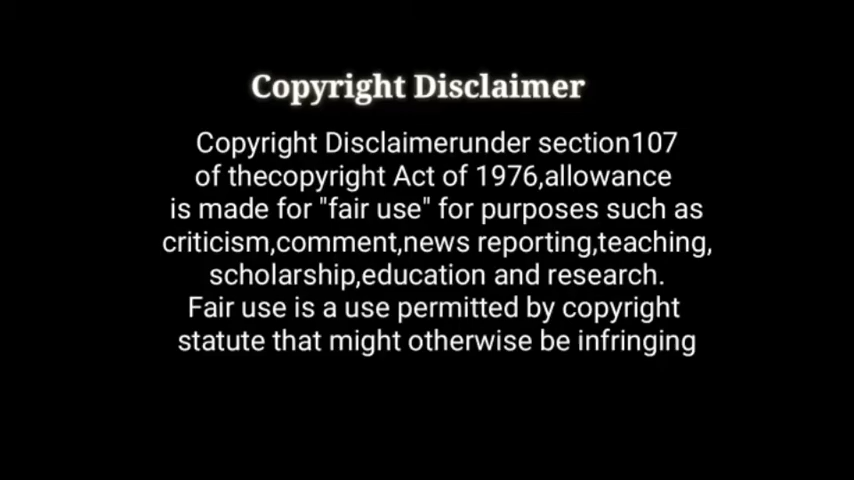 Copyright Disclaimer
Copyright Disclaimerunder section107
of thecopyright Act of 1976,allowance
is made for "fair use" for purposes such as
criticism,comment,news reporting,teaching,
scholarship,education and research.
Fair use is a use permitted by copyright
statute that might otherwise be infringing